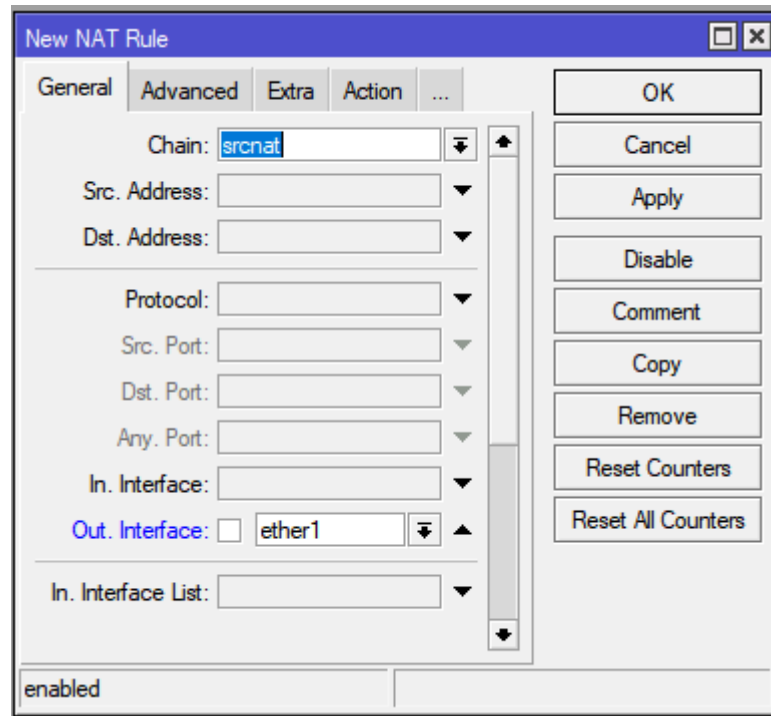 New NAT Rule
General Advanced Extra Action ...
Chain: srcnat
Src. Address:
Dst. Address:
Protocol:
Src. Port:
Dst. Port:
Any. Port:
In. Interface:
Out. Interface: ether1
In. Interface List:
OK
Cancel
Apply
Disable
Comment
Copy
Remove
Reset Counters
Reset All Counters
enabled